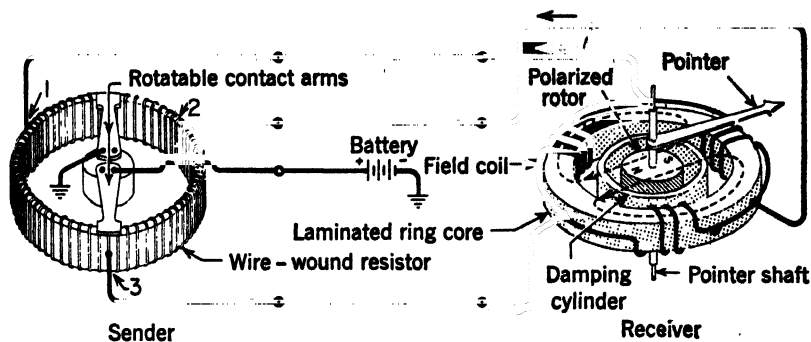 1
Rotatable contact arms
2
Polarized
rotor
Pointer
Battery
+ -
Field coil
Laminated ring core
Wire-wound resistor
3
Damping
cylinder
Pointer shaft
Sender
Receiver